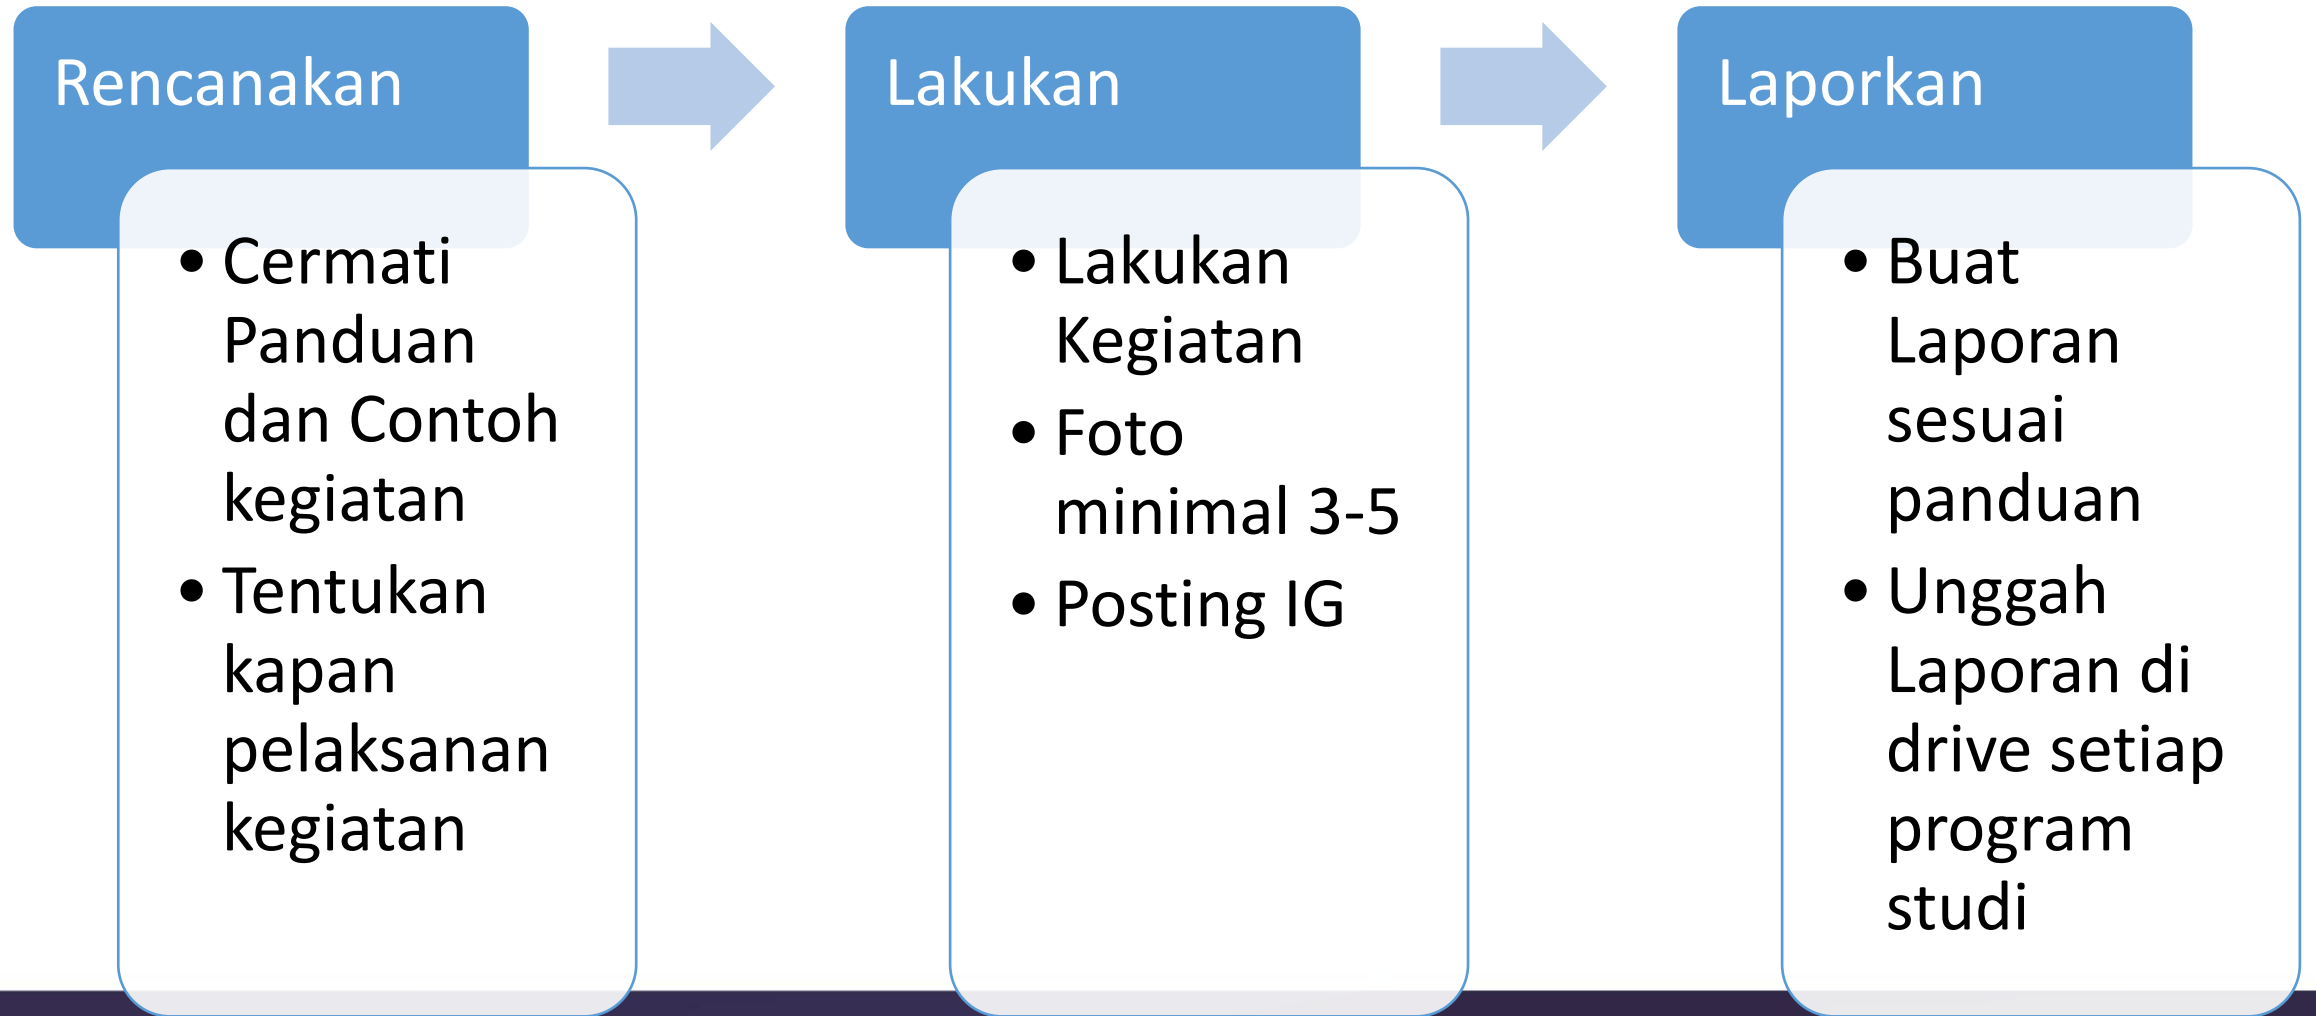 Rencanakan
• Cermati
Panduan
dan Contoh
kegiatan
• Tentukan
kapan
pelaksanan
kegiatan
Lakukan
• Lakukan
Kegiatan
• Foto
minimal 3-5
• Posting IG
Laporkan
• Buat
Laporan
sesuai
panduan
• Unggah
Laporan di
drive setiap
program
studi